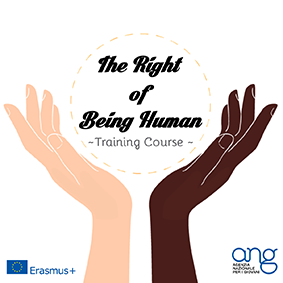 The Right
of
Being Human
~Training Course ~
Erasmus+
ang
AGENZIA
NAZIONALE
PER I GIOVANI